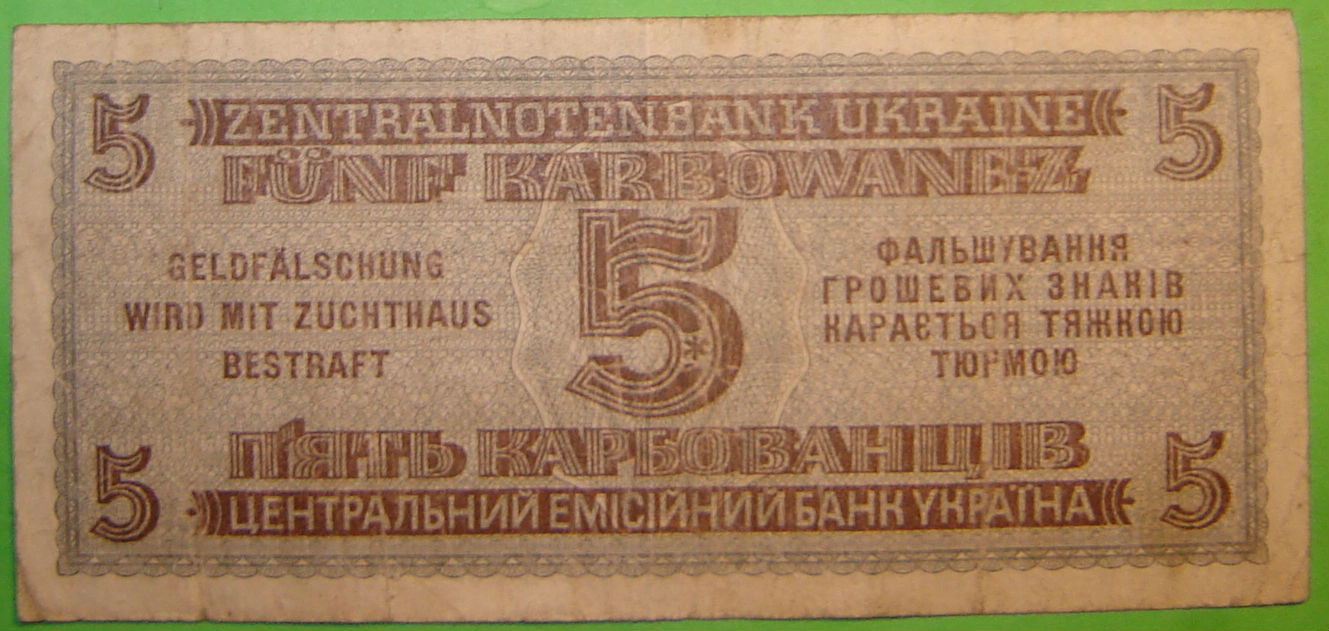 5 ZENTRALNOTENBANK UKRAINE 5
FÜNF KARBOWANEZ
GELDFÄLSCHUNG
WIRD MIT ZUCHTHAUS
BESTRAFT
5
ФАЛЬШУВАННЯ
ГРОШЕВИХ ЗНАКІВ
КАРАЄТЬСЯ ТЯЖКОЮ
ТЮРМОЮ
П'ЯТЬ КАРБОВАНЦІВ
5 ЦЕНТРАЛЬНИЙ ЕМІСІЙНИЙ БАНК УКРАЇНА 5